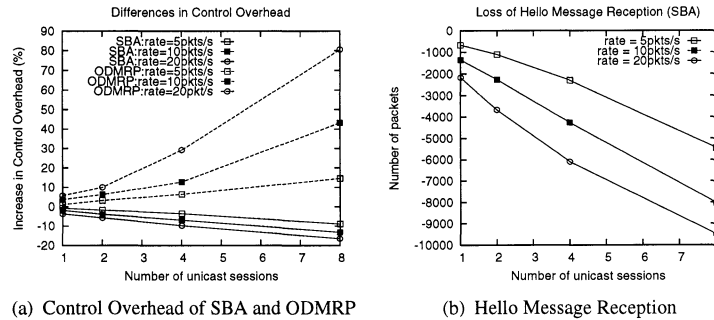 Differences in Control Overhead
Increase in Control Overhead (%)
90
80
70
60
50
40
30
20
10
0
-10
-20
SBA:rate=5pkts/s
SBA:rate=10pkts/s
SBA:rate=20pkts/s
ODMRP:rate=5pkts/s
ODMRP:rate=10pkts/s
ODMRP:rate=20pkt/s
1 2 3 4 5 6 7 8
Number of unicast sessions
(a) Control Overhead of SBA and ODMRP
Loss of Hello Message Reception (SBA)
Number of packets
0
-1000
-2000
-3000
-4000
-5000
-6000
-7000
-8000
-9000
-10000
rate = 5pkts/s
rate = 10pkts/s
rate = 20pkts/s
1 2 3 4 5 6 7
Number of unicast sessions
(b) Hello Message Reception